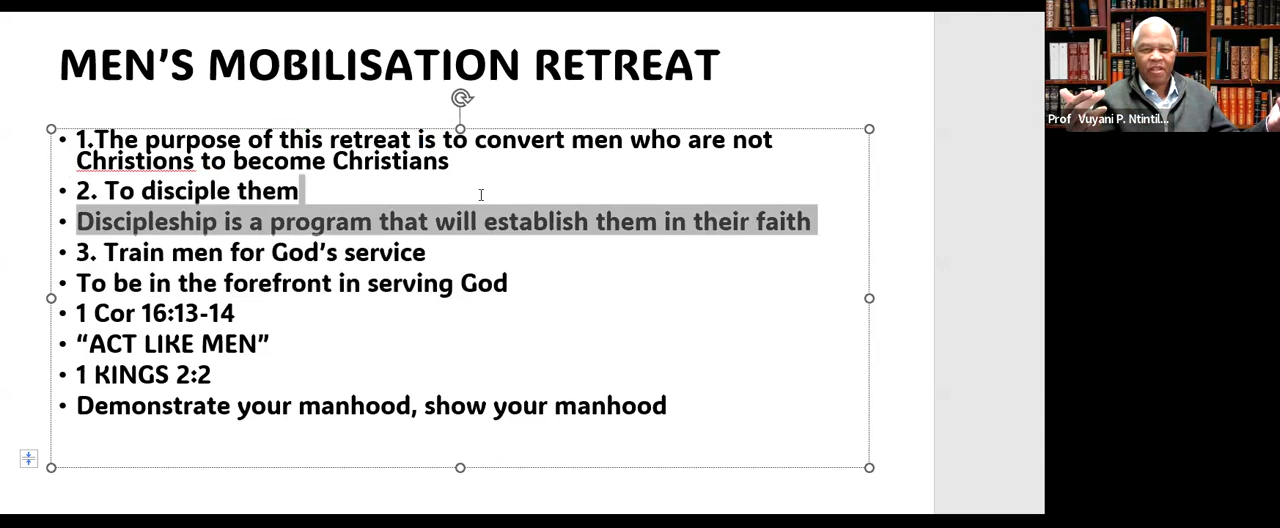 MEN'S MOBILISATION RETREAT
• 1.The purpose of this retreat is to convert men who are not
Christions to become Christians
• 2. To disciple them
• Discipleship is a program that will establish them in their faith
• 3. Train men for God's service
• To be in the forefront in serving God
• 1 Cor 16:13-14
• “ACT LIKE MEN”
• 1 KINGS 2:2
• Demonstrate your manhood, show your manhood
Prof Vuyani P. Ntintil...